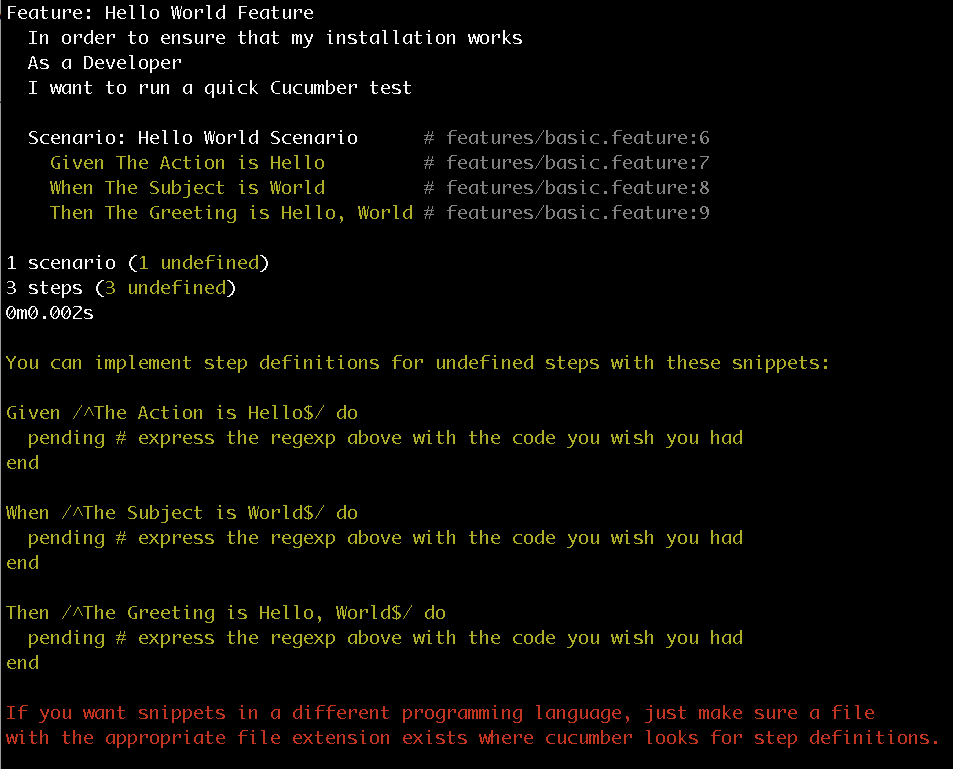 Feature: Hello World Feature
  In order to ensure that my installation works
  As a Developer
  I want to run a quick Cucumber test

  Scenario: Hello World Scenario      # features/basic.feature:6
    Given The Action is Hello         # features/basic.feature:7
    When The Subject is World         # features/basic.feature:8
    Then The Greeting is Hello, World # features/basic.feature:9

1 scenario (1 undefined)
3 steps (3 undefined)
0m0.002s

You can implement step definitions for undefined steps with these snippets:

Given /^The Action is Hello$/ do
  pending # express the regexp above with the code you wish you had
end

When /^The Subject is World$/ do
  pending # express the regexp above with the code you wish you had
end

Then /^The Greeting is Hello, World$/ do
  pending # express the regexp above with the code you wish you had
end

If you want snippets in a different programming language, just make sure a file
with the appropriate file extension exists where cucumber looks for step definitions.